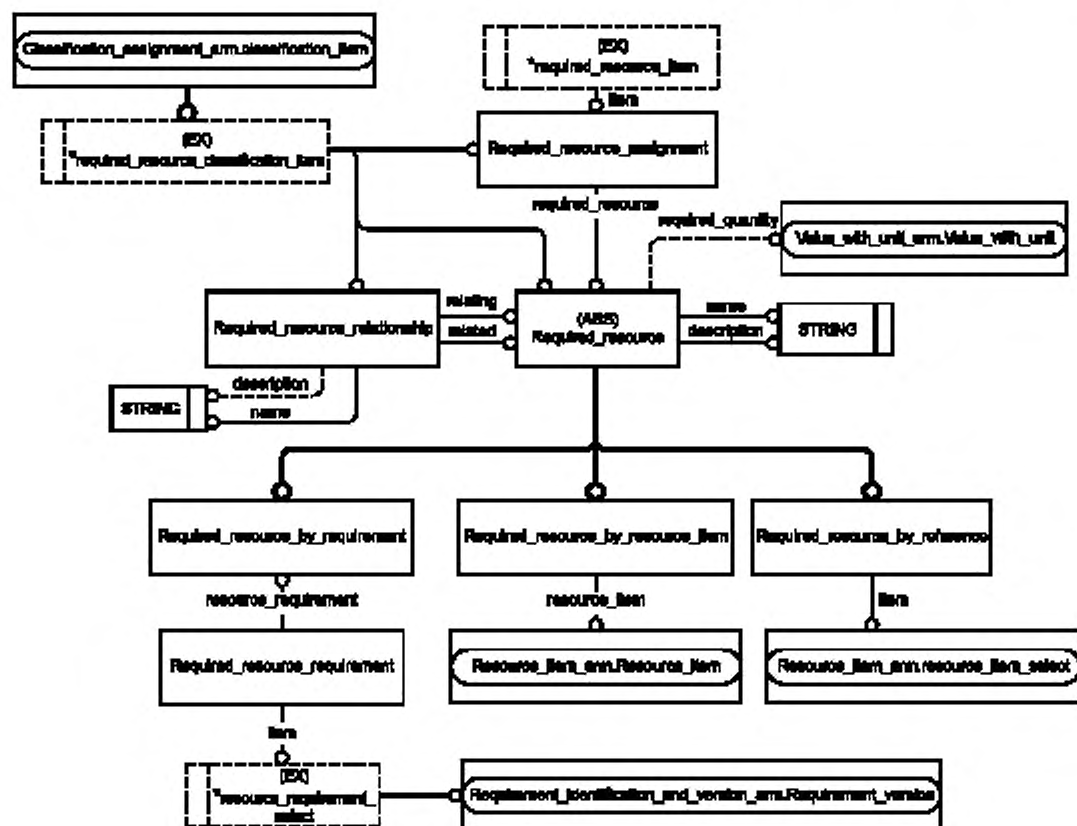 Classification_assignment_arm.classification_item
(EX)
*required_resource_item
item
(EX)
*required_resource_classification_item
Required_resource_assignment
required_resource
required_quantity
Value_with_unit_arm.Value_with_unit
Required_resource_relationship
relating
related
(ABS)
Required_resource
name
description
STRING
description
name
STRING
Required_resource_by_requirement
Required_resource_by_resource_item
Required_resource_by_reference
resource_requirement
resource_item
item
Required_resource_requirement
Resource_item_arm.Resource_item
Resource_item_arm.resource_item_select
item
(EX)
*resource_requirement_
select
Requirement_identification_and_version_arm.Requirement_version